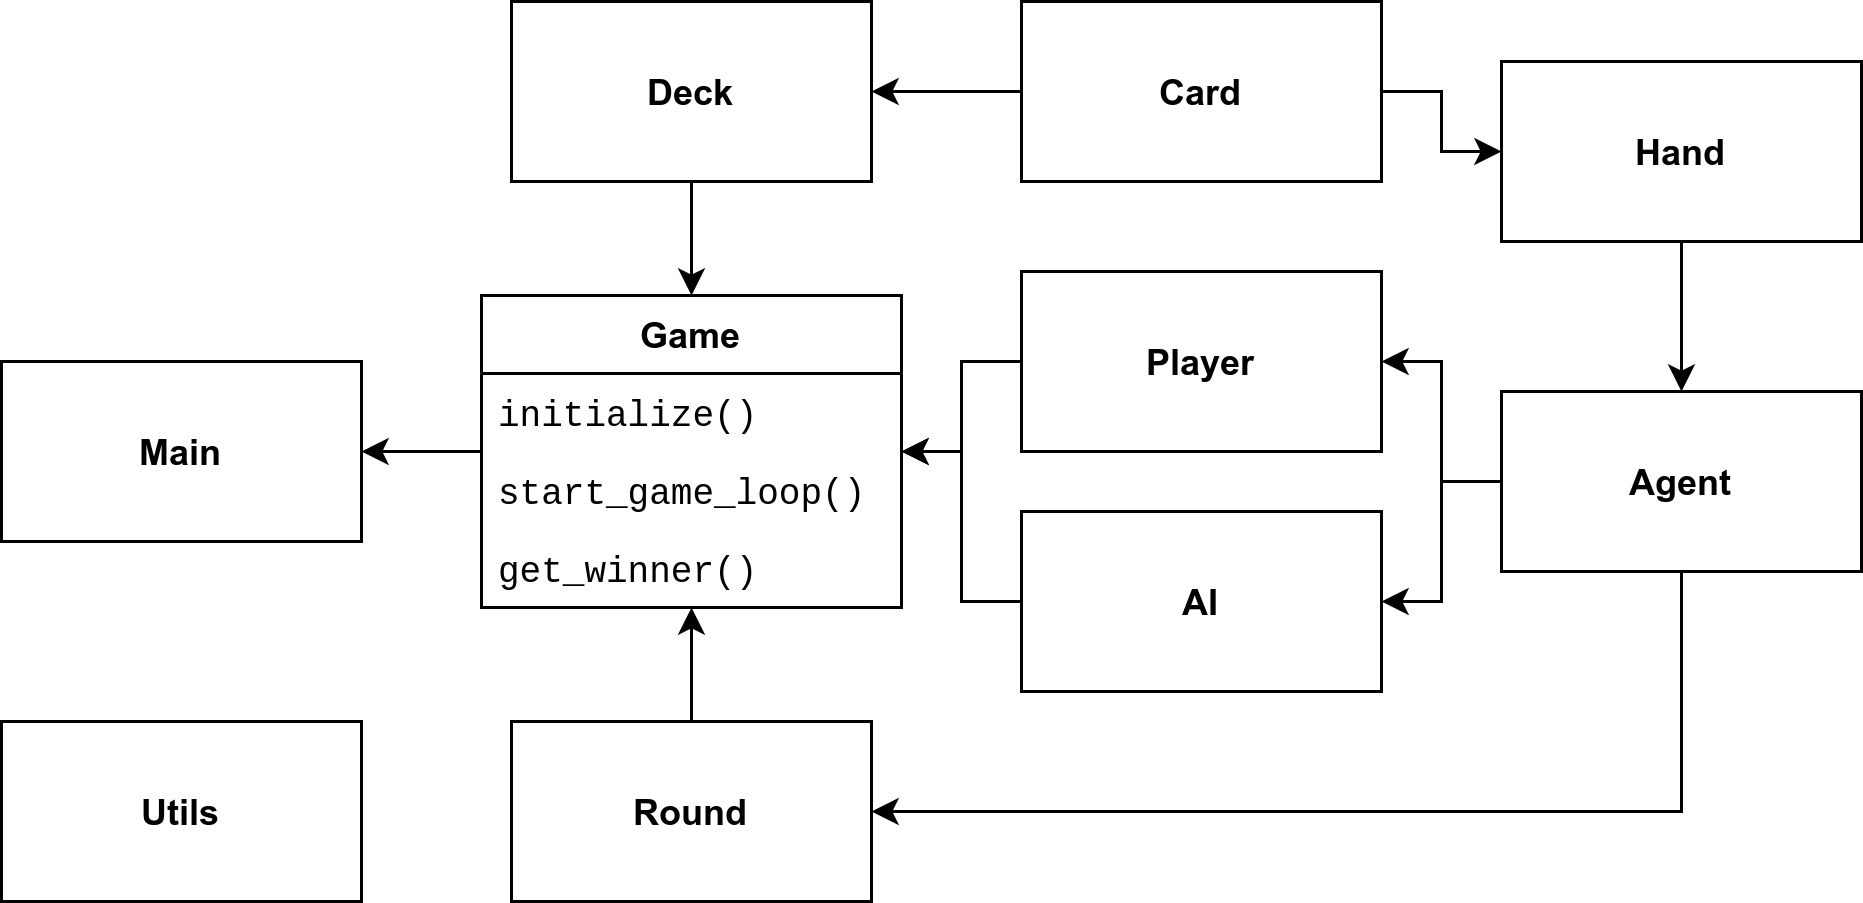 Deck
Card
Hand
Game
initialize()
start_game_loop()
get_winner()
Player
Main
Agent
AI
Utils
Round